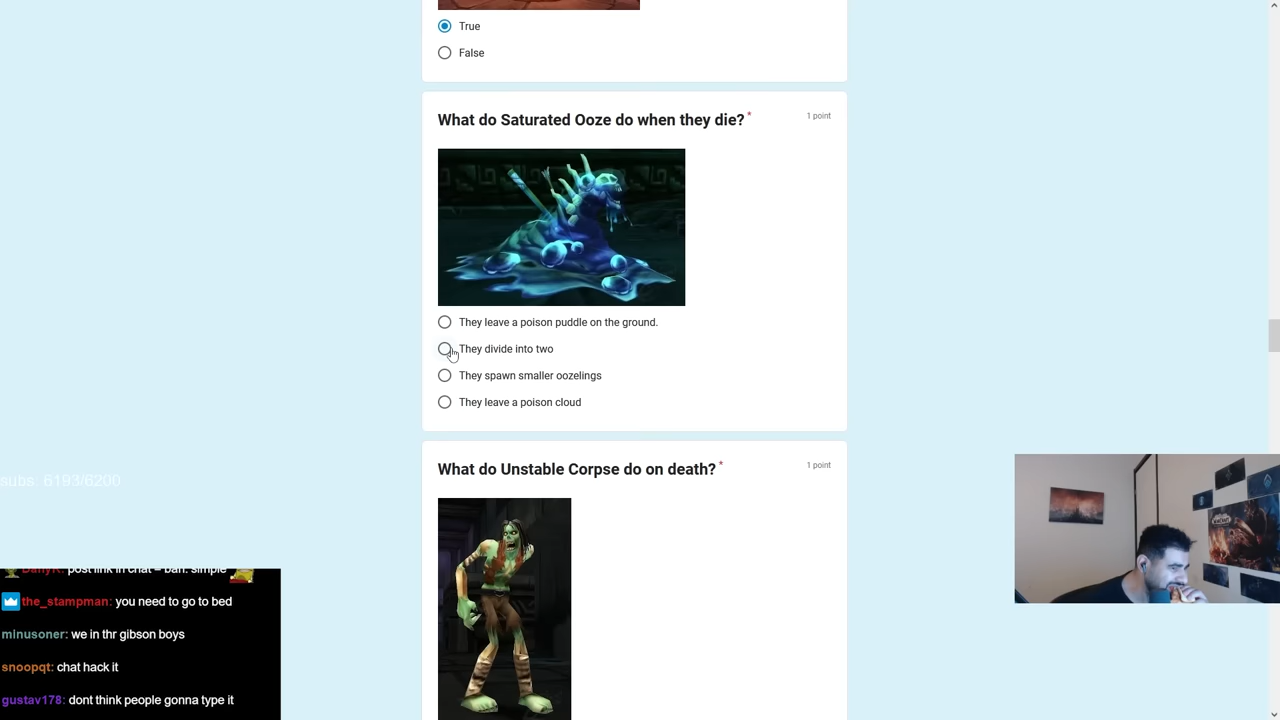 True
False
What do Saturated Ooze do when they die? *
1 point
They leave a poison puddle on the ground.
They divide into two
They spawn smaller oozelings
They leave a poison cloud
What do Unstable Corpse do on death? *
1 point
subs: 6193/6200
DanyK: post link in chat = ban. simple
the_stampman: you need to go to bed
minusoner: we in thr gibson boys
snoopqt: chat hack it
gustav178: dont think people gonna type it